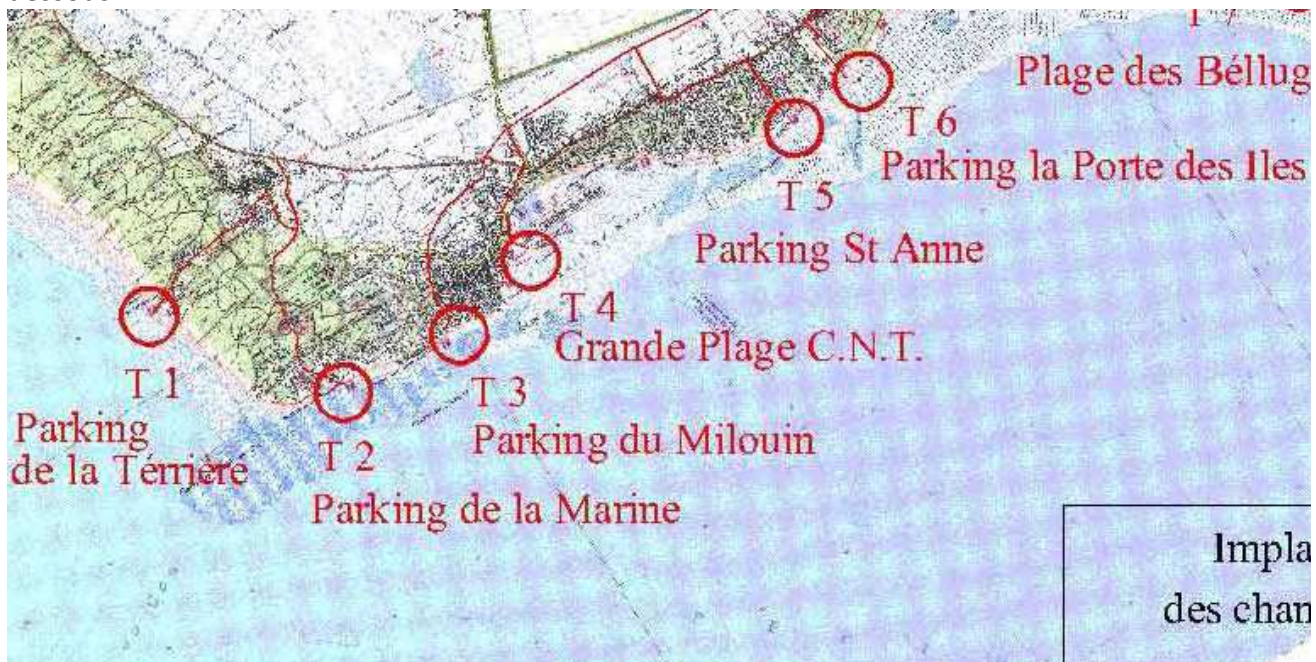 Plage des Béllug
T 6
Parking la Porte des Iles
T 5
Parking St Anne
T 4
Grande Plage C.N.T.
T 3
Parking du Milouin
T 2
Parking de la Marine
T 1
Parking
de la Térrière
Impla
des chan